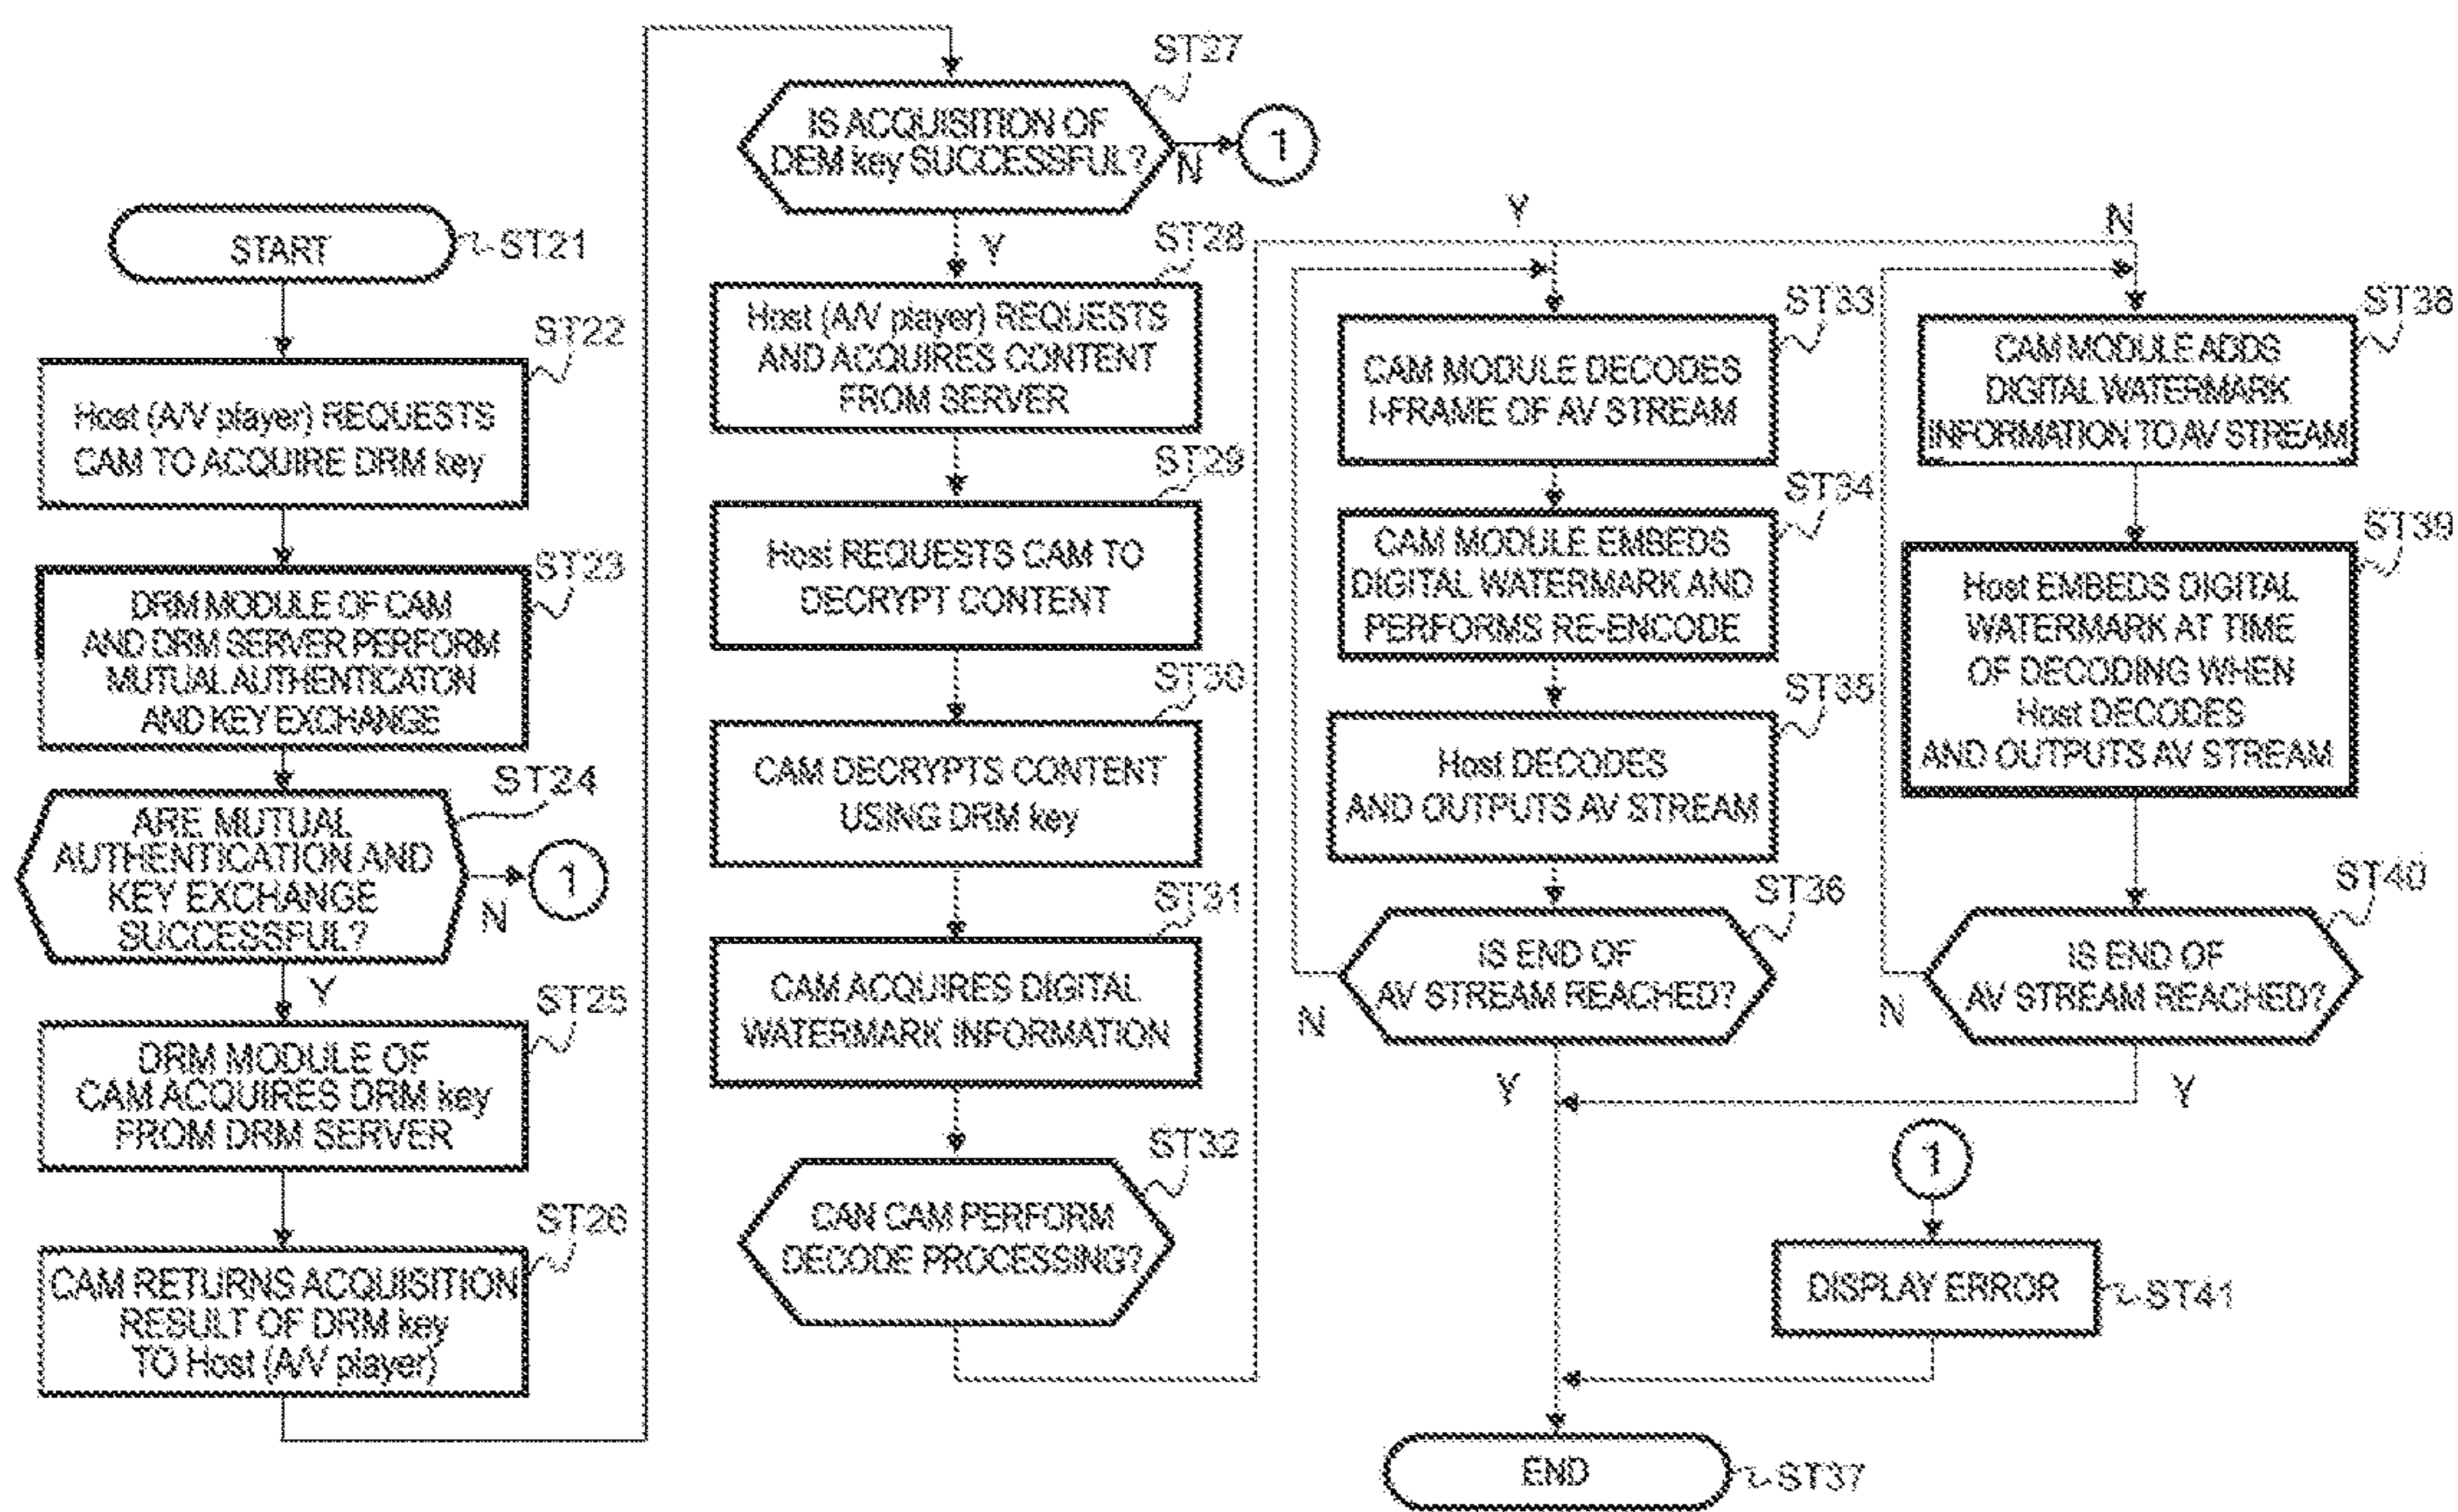 START
ST21
ST22
Host (A/V player) REQUESTS
CAM TO ACQUIRE DRM key
ST23
DRM MODULE OF CAM
AND DRM SERVER PERFORM
MUTUAL AUTHENTICATON
AND KEY EXCHANGE
ST24
ARE MUTUAL
AUTHENTICATION AND
KEY EXCHANGE
SUCCESSFUL?
N
1
Y
ST25
DRM MODULE OF
CAM ACQUIRES DRM key
FROM DRM SERVER
ST26
CAM RETURNS ACQUISITION
RESULT OF DRM key
TO Host (A/V player)
ST27
IS ACQUISITION OF
DEM key SUCCESSFUL?
N
1
Y
ST28
Host (A/V player) REQUESTS
AND ACQUIRES CONTENT
FROM SERVER
ST29
Host REQUESTS CAM TO
DECRYPT CONTENT
ST30
CAM DECRYPTS CONTENT
USING DRM key
ST31
CAM ACQUIRES DIGITAL
WATERMARK INFORMATION
ST32
CAN CAM PERFORM
DECODE PROCESSING?
Y
ST33
CAM MODULE DECODES
I-FRAME OF AV STREAM
ST34
CAM MODULE EMBEDS
DIGITAL WATERMARK AND
PERFORMS RE-ENCODE
ST35
Host DECODES
AND OUTPUTS AV STREAM
ST36
IS END OF
AV STREAM REACHED?
N
Y
N
ST38
CAM MODULE ADDS
DIGITAL WATERMARK
INFORMATION TO AV STREAM
ST39
Host EMBEDS DIGITAL
WATERMARK AT TIME
OF DECODING WHEN
Host DECODES
AND OUTPUTS AV STREAM
ST40
IS END OF
AV STREAM REACHED?
N
Y
1
DISPLAY ERROR
ST41
END
ST37